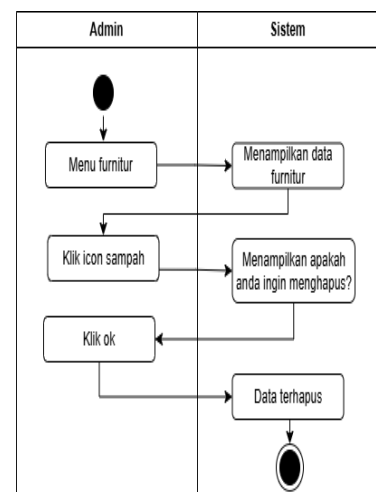 Admin
Sistem
Menu furnitur
Menampilkan data
furnitur
Klik icon sampah
Menampilkan apakah
anda ingin menghapus?
Klik ok
Data terhapus